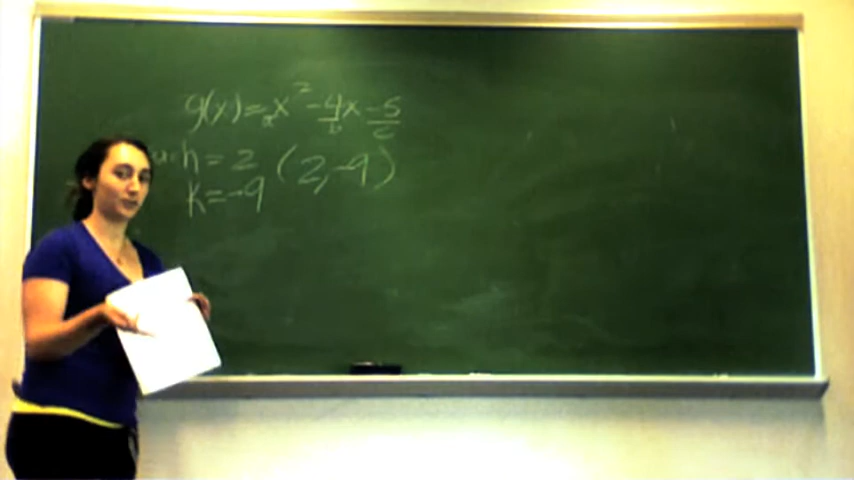 g(x) = x² - 4x - 5
a b c
h = 2 (2, -9)
k = -9